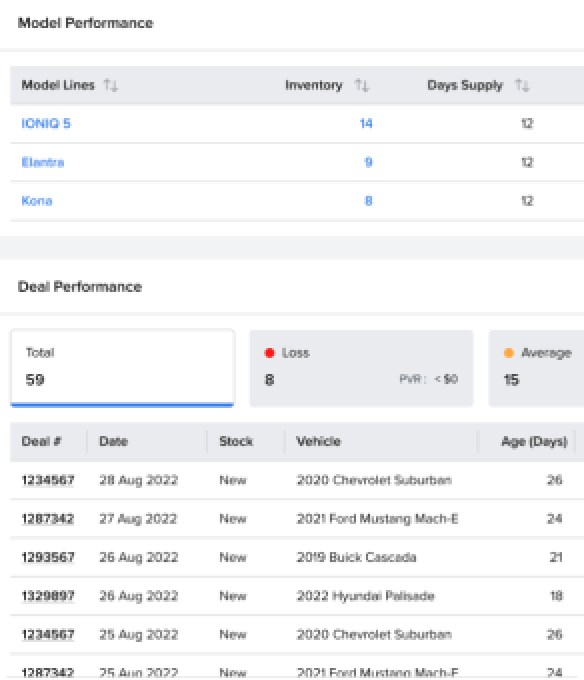 Model Performance
Model Lines Inventory Days Supply
IONIQ 5 14 12
Elantra 9 12
Kona 8 12
Deal Performance
Total Loss Average
59 8 PVR: < $0 15
Deal # Date Stock Vehicle Age (Days)
1234567 28 Aug 2022 New 2020 Chevrolet Suburban 26
1287342 27 Aug 2022 New 2021 Ford Mustang Mach-E 24
1293567 26 Aug 2022 New 2019 Buick Cascada 21
1329897 26 Aug 2022 New 2022 Hyundai Palisade 18
1234567 25 Aug 2022 New 2020 Chevrolet Suburban 26
1287342 25 Aug 2022 New 2021 Ford Mustang Mach-E 24